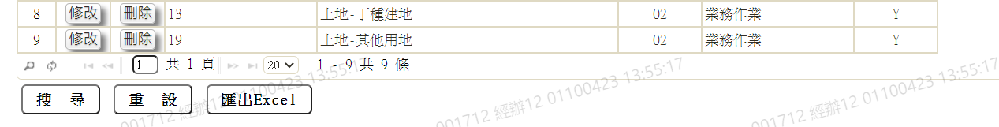 8 修改 刪除 13 土地-丁種建地 02 業務作業 Y
9 修改 刪除 19 土地-其他用地 02 業務作業 Y
1 共 1 頁 20 1 - 9 共 9 條
搜 尋 重 設 匯出Excel
001712 經辦12 01100423 13:55:17
001712 經辦12 01100423 13:55:17
001712 經辦12 01100423 13:55:17